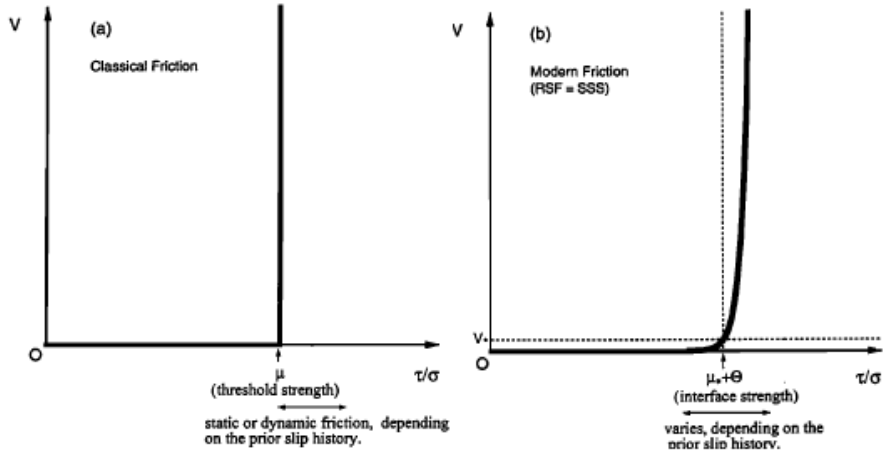 V
(a)
Classical Friction
O
μ
τ/σ
(threshold strength)
static or dynamic friction, depending
on the prior slip history.
V
(b)
Modern Friction
(RSF = SSS)
V*
O
μ*+Θ
τ/σ
(interface strength)
varies, depending on the
prior slip history.